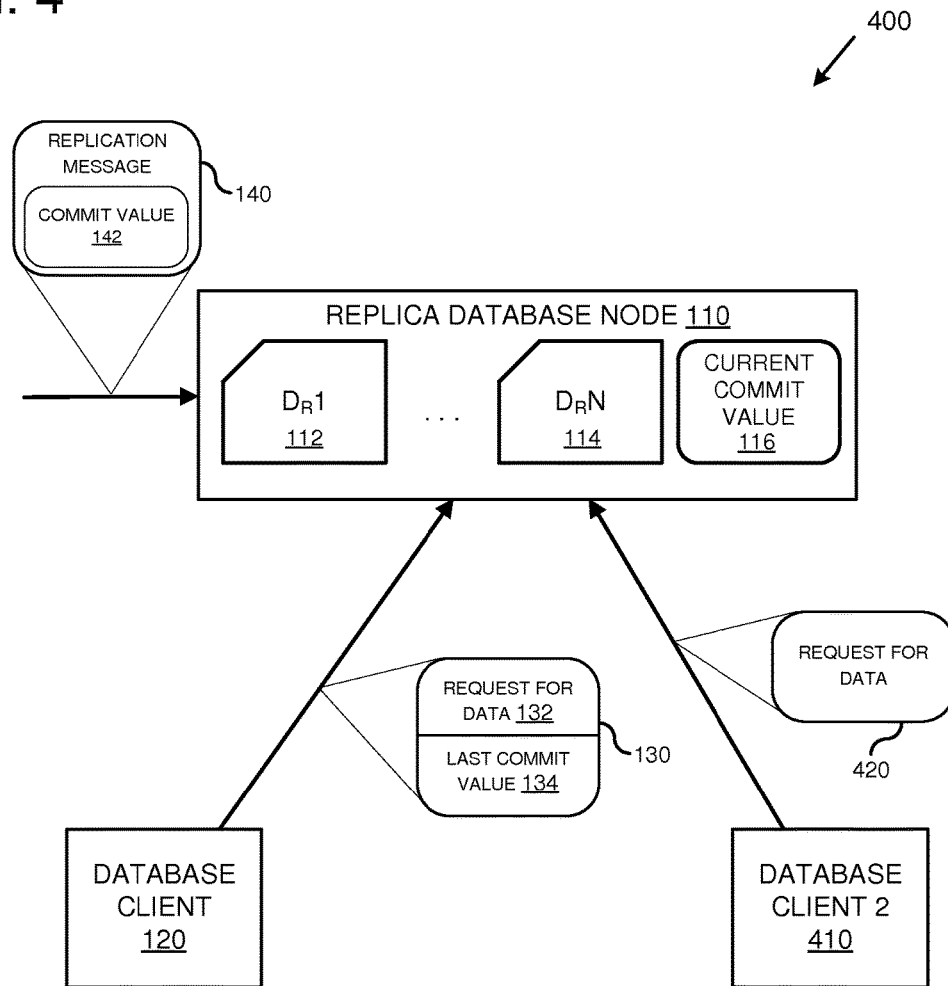 . 4
400
REPLICATION
MESSAGE
COMMIT VALUE
142
140
REPLICA DATABASE NODE 110
DR1
112
. . .
DRN
114
CURRENT
COMMIT
VALUE
116
REQUEST FOR
DATA 132
LAST COMMIT
VALUE 134
130
REQUEST FOR
DATA
420
DATABASE
CLIENT
120
DATABASE
CLIENT 2
410